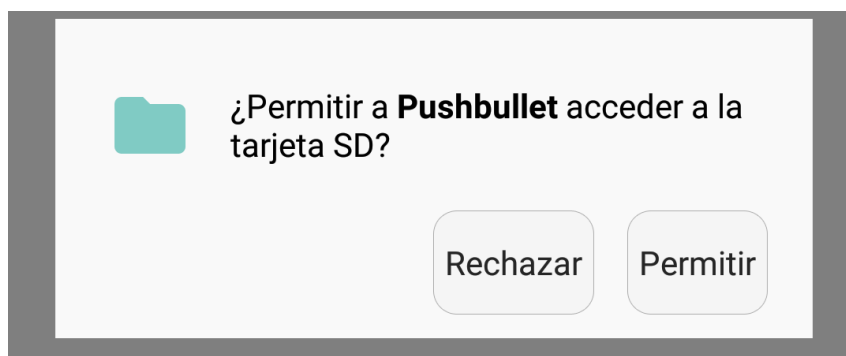 ¿Permitir a Pushbullet acceder a la
tarjeta SD?
Rechazar Permitir